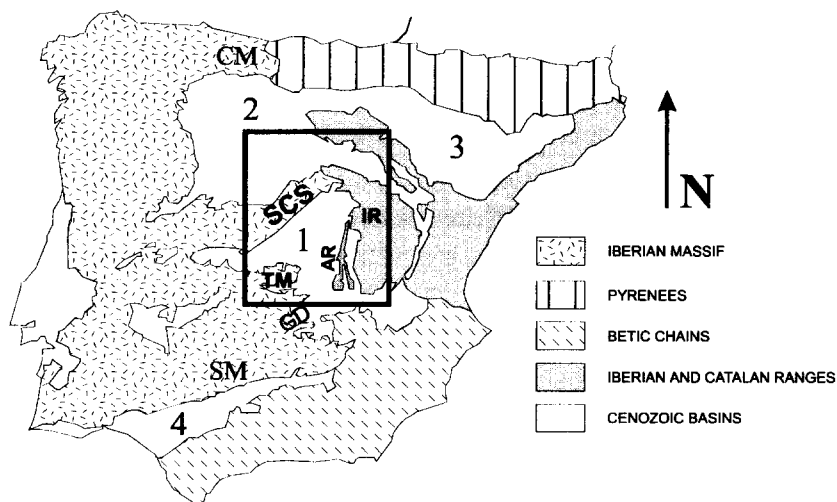 CM
2
3
N
SCS
IR
1
AR
TM
GD
SM
4
IBERIAN MASSIF
PYRENEES
BETIC CHAINS
IBERIAN AND CATALAN RANGES
CENOZOIC BASINS